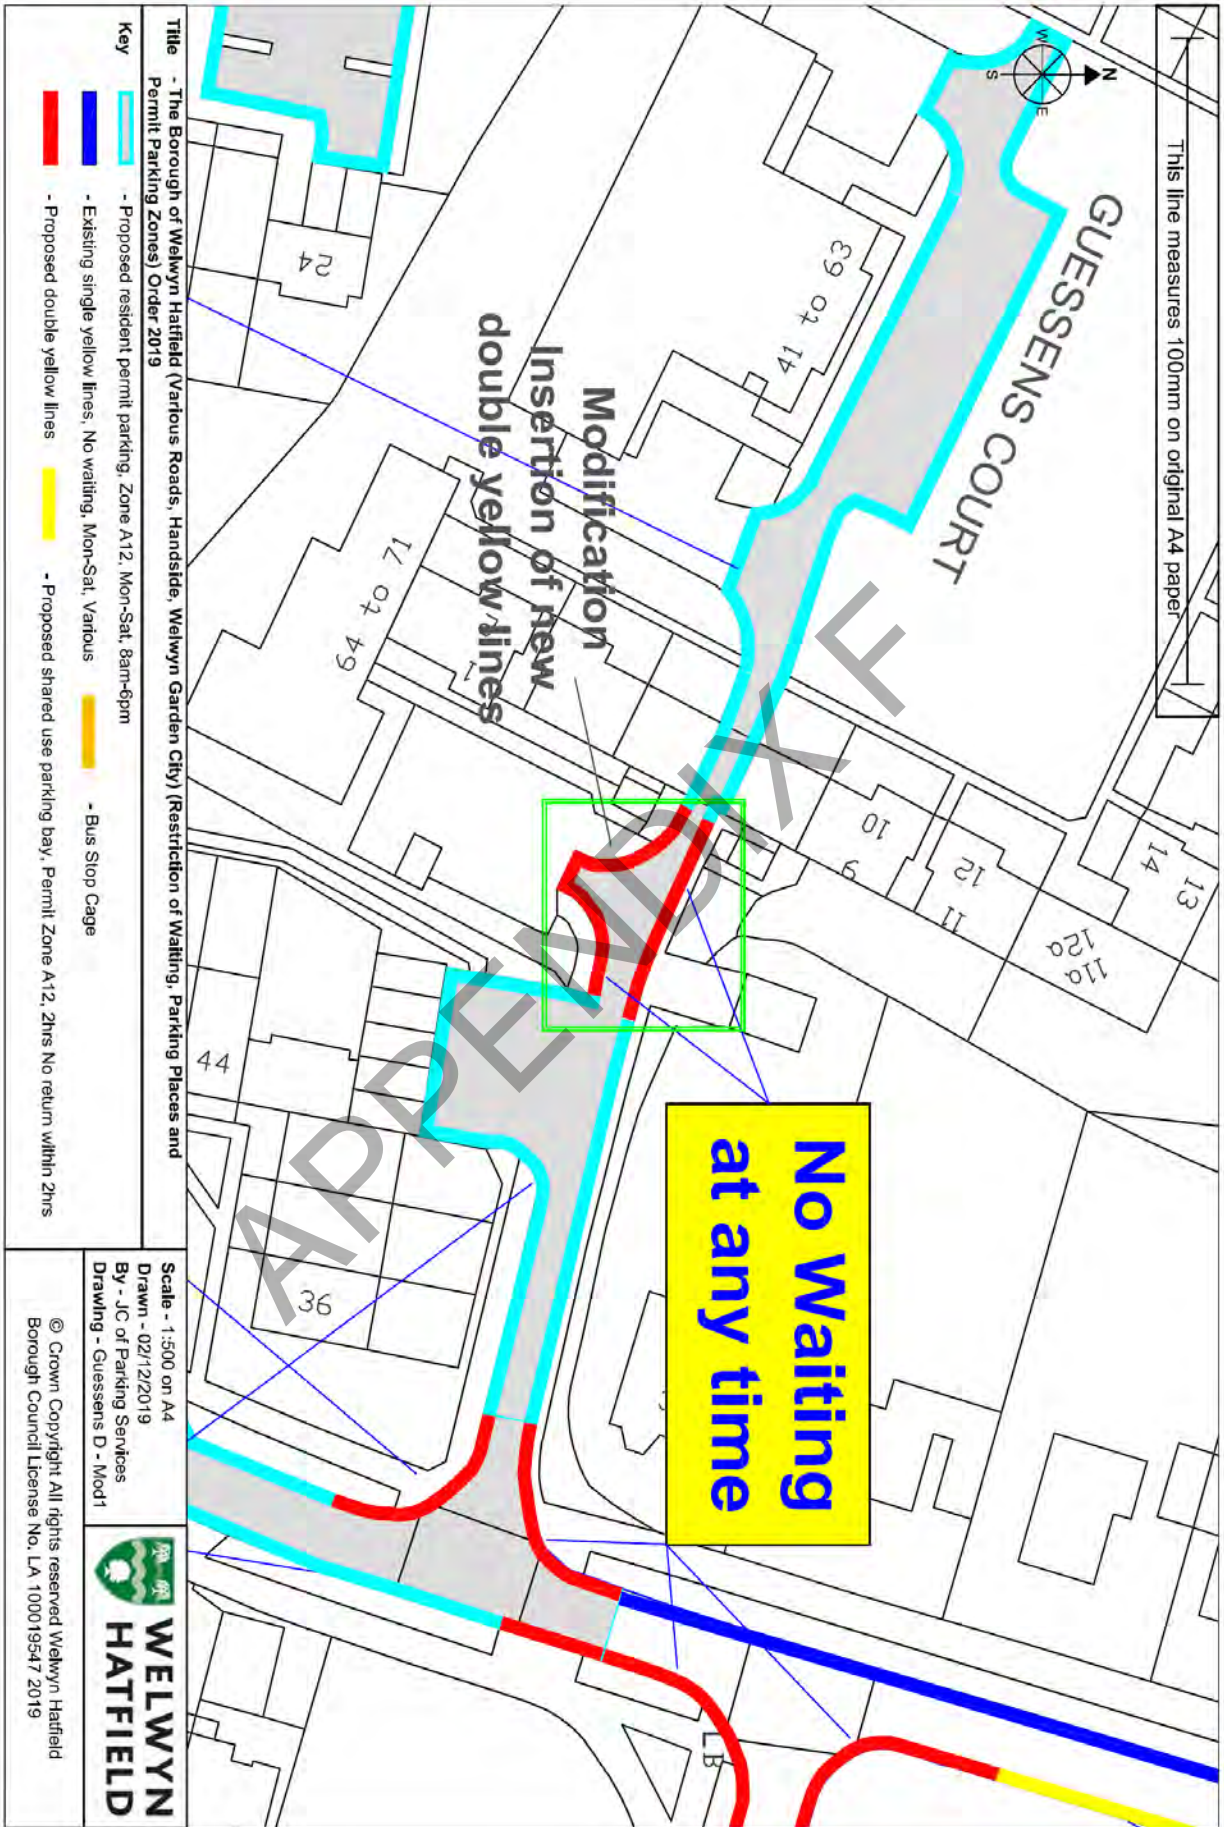 This line measures 100mm on original A4 paper
N
W
E
S
GUESSENS COURT
41 to 63
24
64 to 71
1
Modification
Insertion of new
double yellow lines
10
9
12
11
14
13
12a
11a
44
36
LB
No Waiting
at any time
APPENDIX F
Title - The Borough of Welwyn Hatfield (Various Roads, Handside, Welwyn Garden City) (Restriction of Waiting, Parking Places and
Permit Parking Zones) Order 2019
Key
- Proposed resident permit parking, Zone A12, Mon-Sat, 8am-6pm
- Existing single yellow lines, No waiting, Mon-Sat, Various
- Bus Stop Cage
- Proposed double yellow lines
- Proposed shared use parking bay, Permit Zone A12, 2hrs No return within 2hrs
Scale - 1:500 on A4
Drawn - 02/12/2019
By - JC of Parking Services
Drawing - Guessens D - Mod1
WELWYN
HATFIELD
© Crown Copyright All rights reserved Welwyn Hatfield
Borough Council License No. LA 100019547 2019